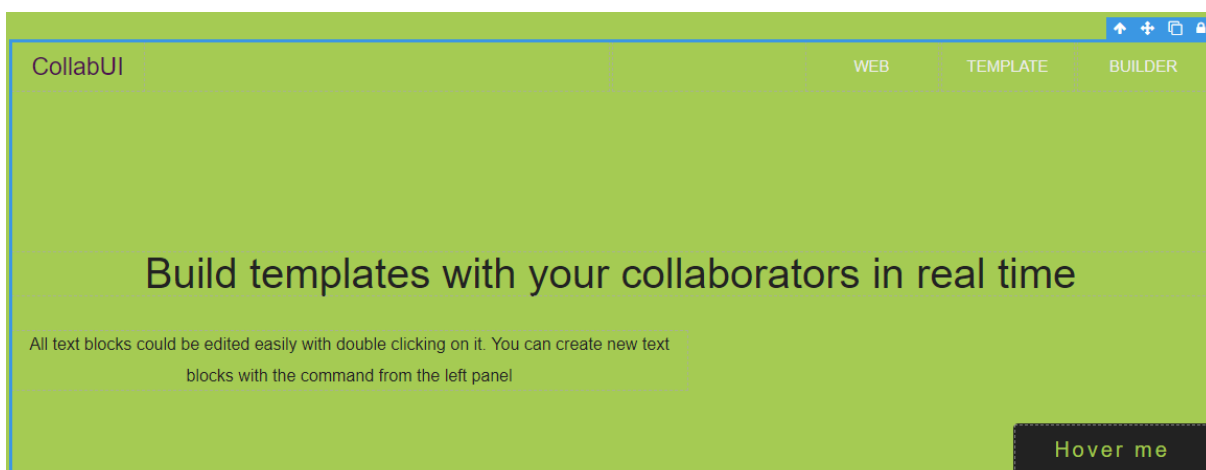 CollabUI
WEB TEMPLATE BUILDER
Build templates with your collaborators in real time
All text blocks could be edited easily with double clicking on it. You can create new text
blocks with the command from the left panel
Hover me